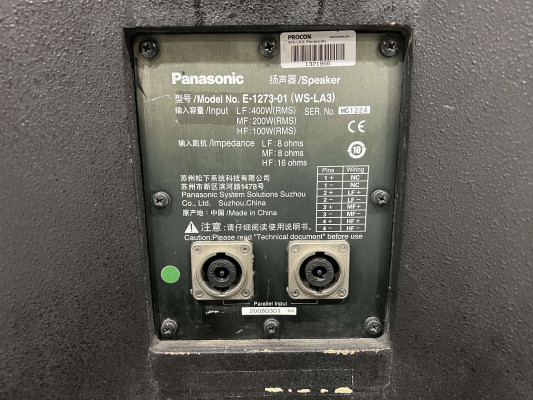 PROCON
WS-LA3, Panasonic
1321866
Panasonic 扬声器/Speaker
型号/Model No. E-1273-01 (WS-LA3)
输入容量/Input LF:400W(RMS) SER. No. HC1224
MF:200W(RMS)
HF:100W(RMS)
输入阻抗/Impedance LF:8 ohms
MF:8 ohms
HF:16 ohms
CE
10
Pins Wiring
1+ NC
1- NC
2+ LF+
2- LF-
3+ MF+
3- MF-
4+ HF+
4- HF-
苏州松下系统科技有限公司
苏州市新区滨河路1478号
Panasonic System Solutions Suzhou
Co., Ltd. Suzhou,China
原产地:中国/Made in China
注意:请仔细阅读使用说明书。
Caution:Please read "Technical document" before use
Parallel Input
20080301